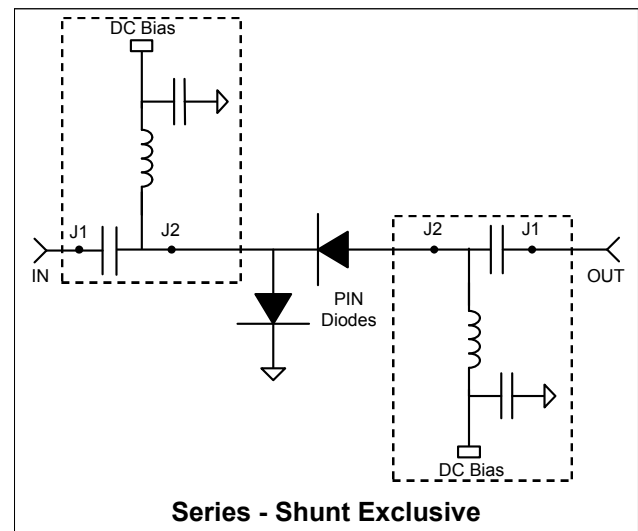 DC Bias
J1
J2
IN
PIN
Diodes
J2
J1
OUT
DC Bias
Series - Shunt Exclusive